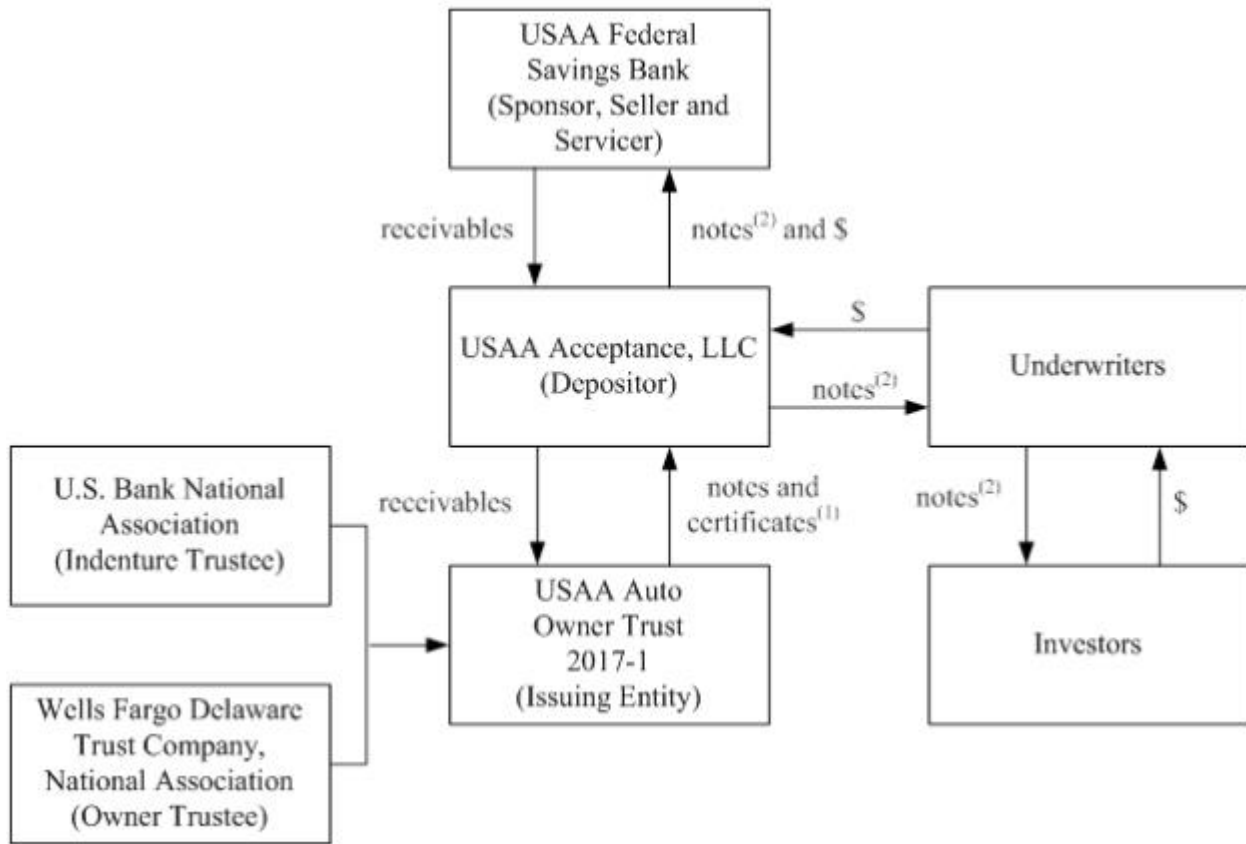 USAA Federal
Savings Bank
(Sponsor, Seller and
Servicer)
receivables
notes(2) and $
USAA Acceptance, LLC
(Depositor)
$
notes(2)
Underwriters
U.S. Bank National
Association
(Indenture Trustee)
receivables
notes and
certificates(1)
notes(2)
$
USAA Auto
Owner Trust
2017-1
(Issuing Entity)
Investors
Wells Fargo Delaware
Trust Company,
National Association
(Owner Trustee)